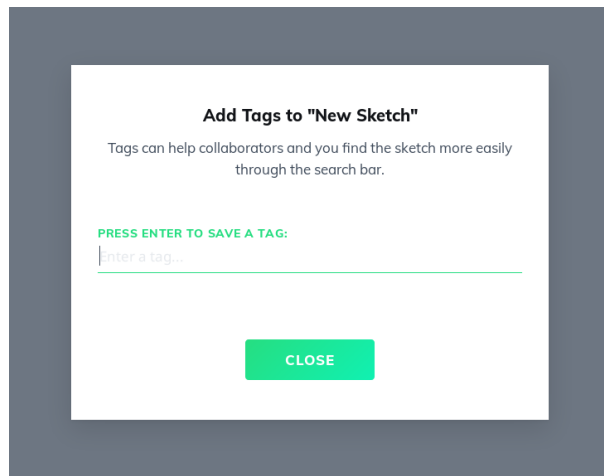 Add Tags to "New Sketch"
Tags can help collaborators and you find the sketch more easily
through the search bar.
PRESS ENTER TO SAVE A TAG:
Enter a tag...
CLOSE